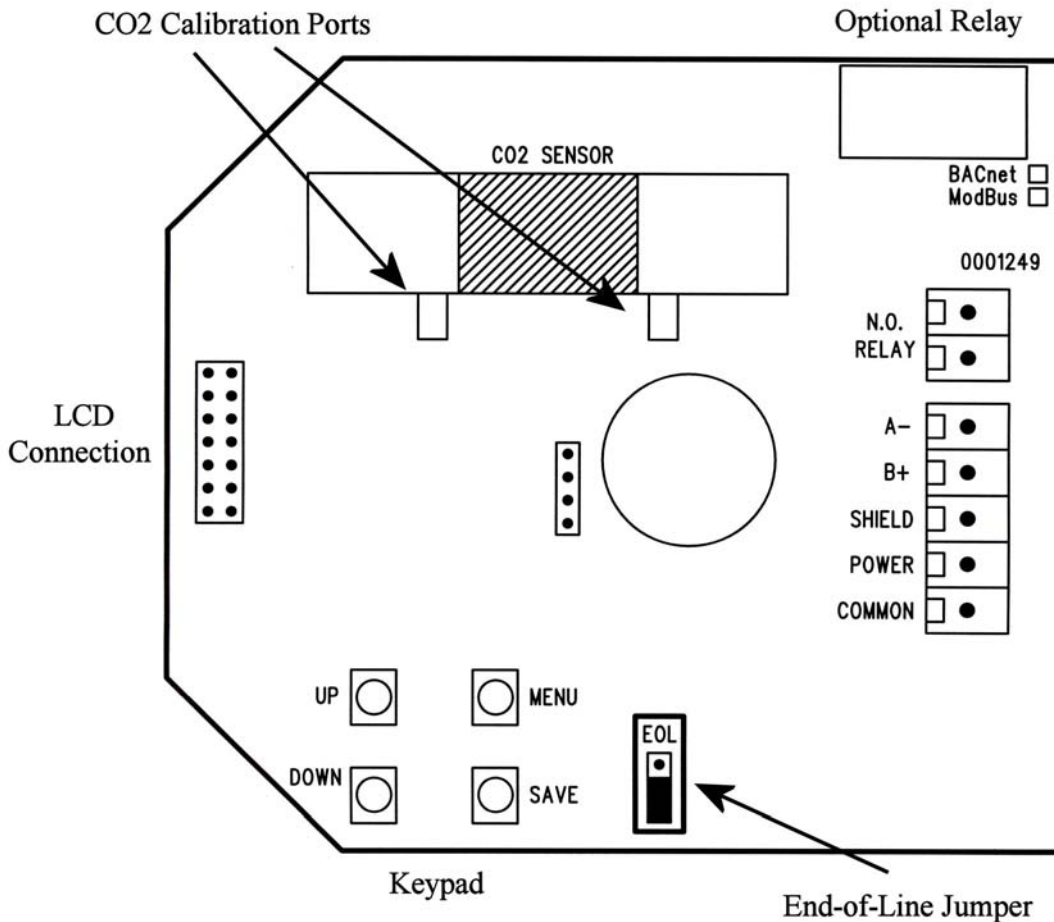 CO2 Calibration Ports
Optional Relay
CO2 SENSOR
BACnet
ModBus
0001249
N.O.
RELAY
LCD
Connection
A-
B+
SHIELD
POWER
COMMON
UP
MENU
EOL
DOWN
SAVE
Keypad
End-of-Line Jumper